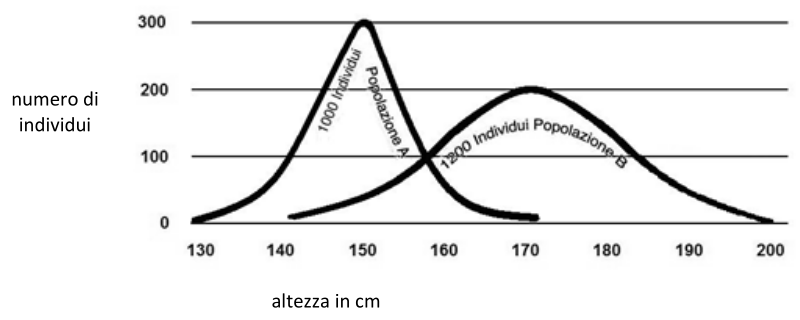 300
200
numero di
individui
100
0
1000 Individui
Popolazione A
1200 Individui Popolazione B
130 140 150 160 170 180 190 200
altezza in cm